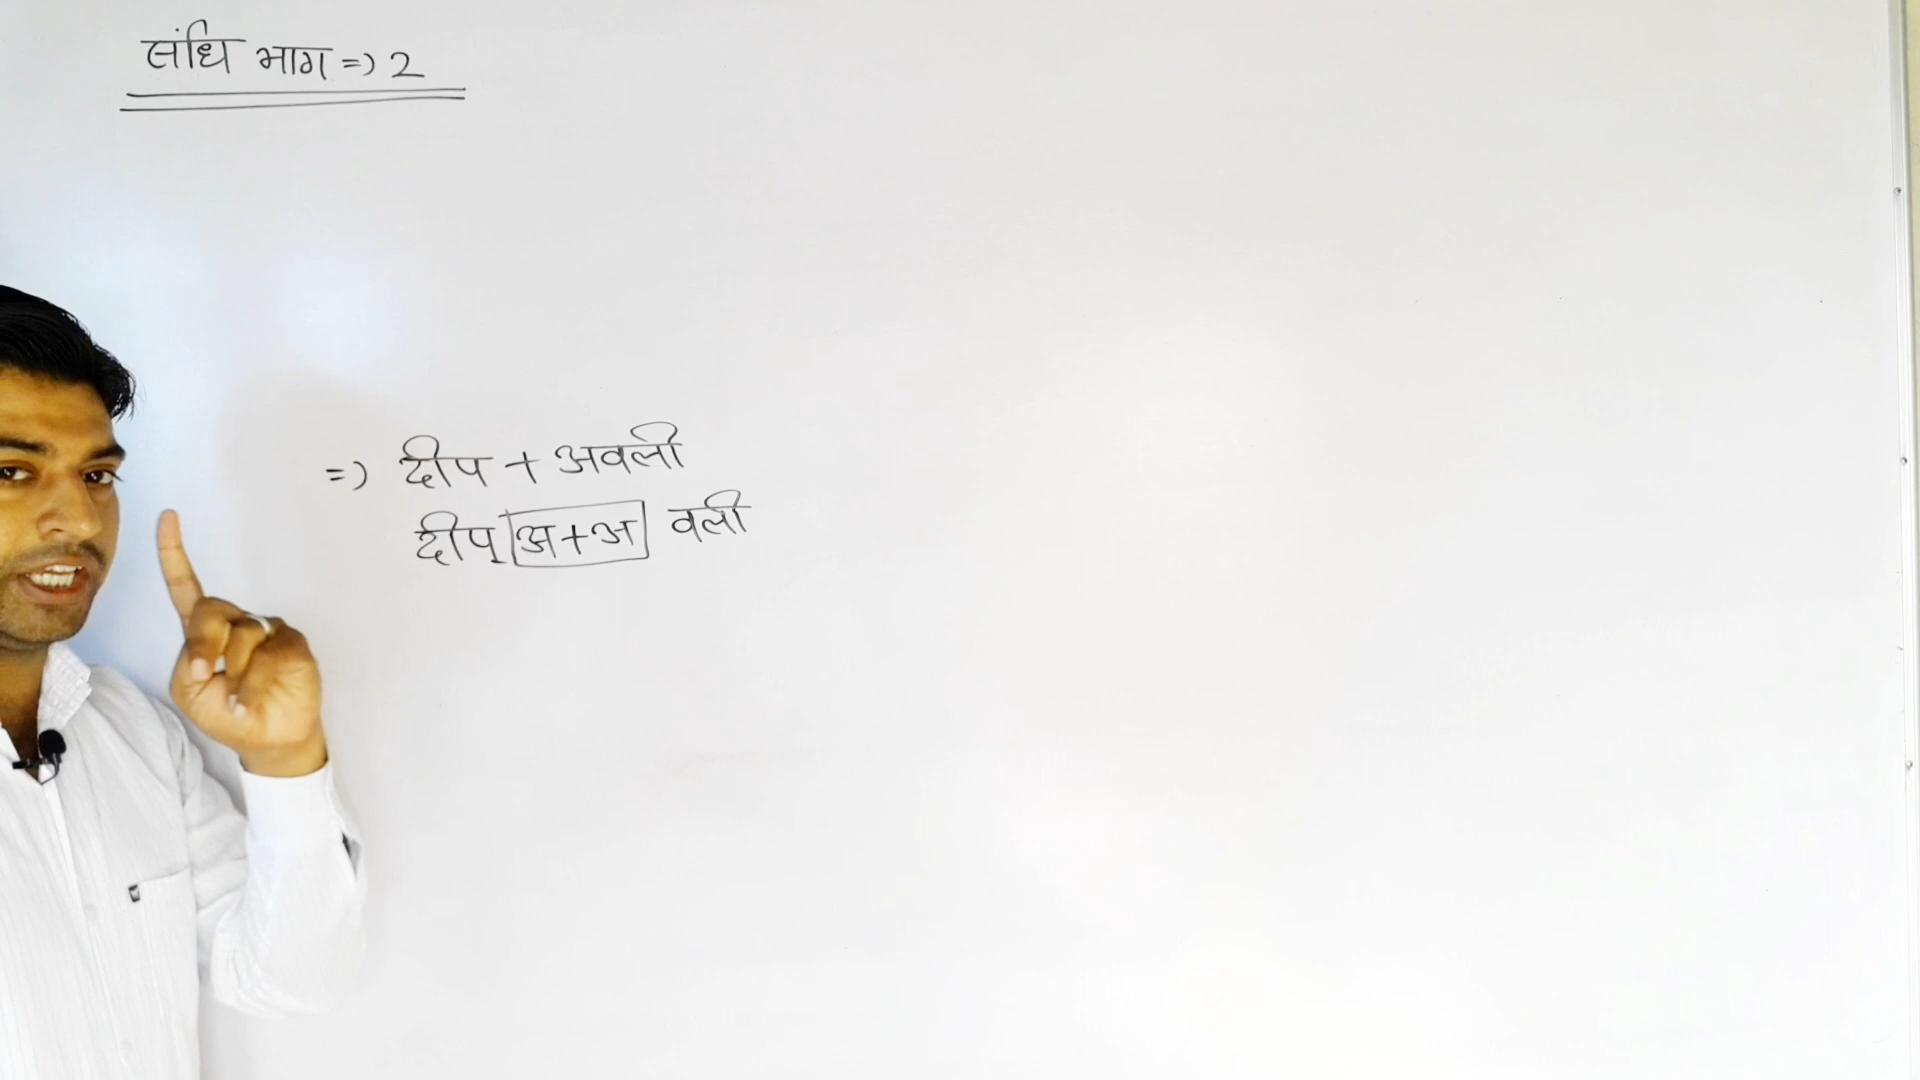 संधि भाग => 2
=> दीप + अवली
दीप् अ+अ वली